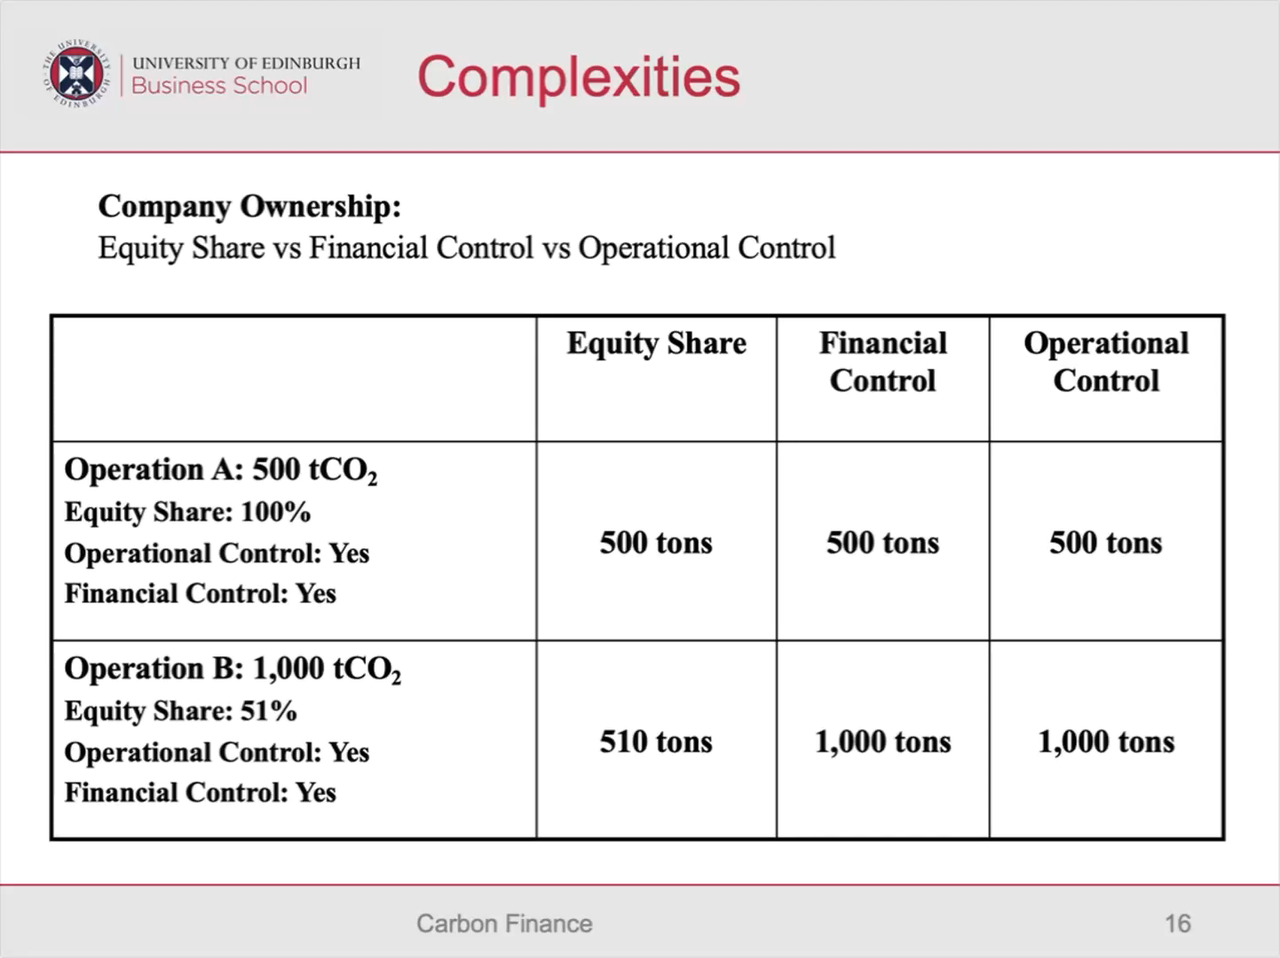 THE UNIVERSITY OF EDINBURGH
UNIVERSITY OF EDINBURGH
Business School
Complexities
Company Ownership:
Equity Share vs Financial Control vs Operational Control
Equity Share
Financial
Control
Operational
Control
Operation A: 500 tCO₂
Equity Share: 100%
Operational Control: Yes
Financial Control: Yes
500 tons
500 tons
500 tons
Operation B: 1,000 tCO₂
Equity Share: 51%
Operational Control: Yes
Financial Control: Yes
510 tons
1,000 tons
1,000 tons
Carbon Finance
16